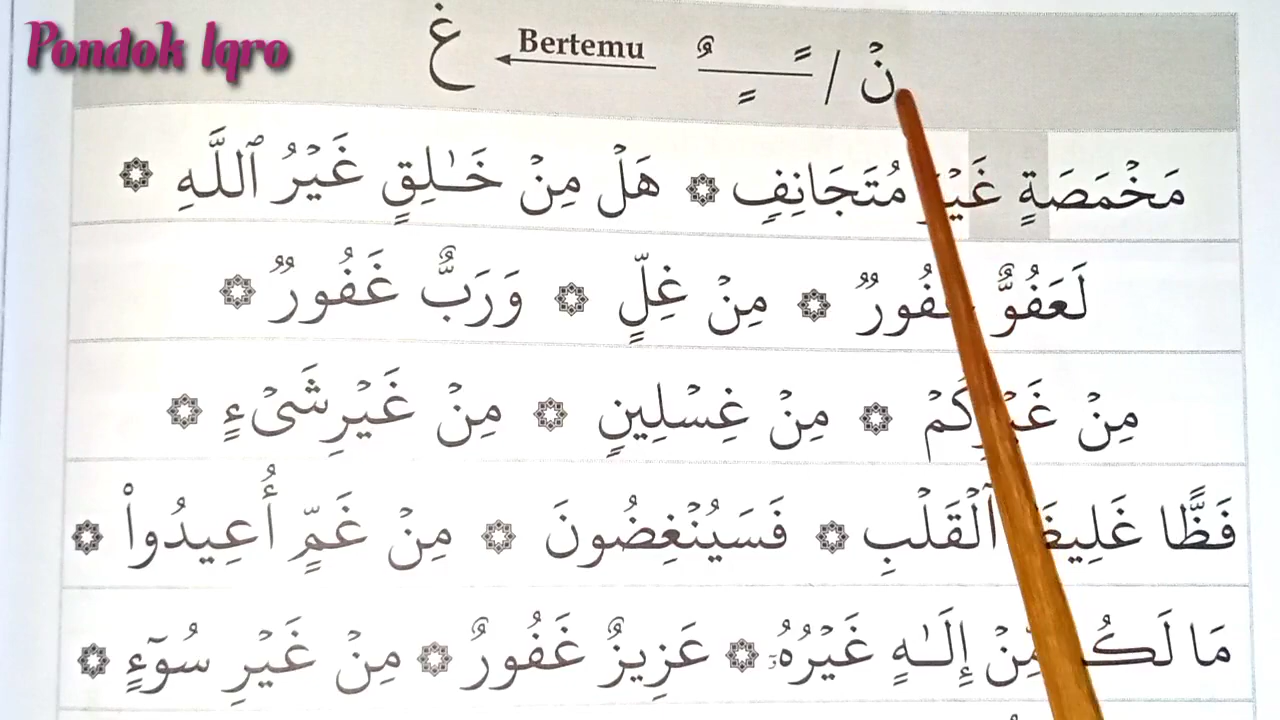 Pondok Iqro
نْ / ـًـٍـٌ Bertemu غ
مَخْمَصَةٍ غَيْرَ مُتَجَانِفٍ ۞ هَلْ مِنْ خَـٰلِقٍ غَيْرُ ٱللَّهِ ۞
لَعَفُوٌّ غَفُورٌ ۞ مِنْ غِلٍّ ۞ وَرَبٌّ غَفُورٌ ۞
مِنْ غَيْرِكُمْ ۞ مِنْ غِسْلِينٍ ۞ مِنْ غَيْرِ شَىْءٍ ۞
فَظًّا غَلِيظَ ٱلْقَلْبِ ۞ فَسَيُنْغِضُونَ ۞ مِنْ غَمٍّ أُعِيدُوا۟ ۞
مَا لَكُم مِّنْ إِلَـٰهٍ غَيْرُهُۥ ۞ عَزِيزٌ غَفُورٌ ۞ مِنْ غَيْرِ سُوٓءٍ ۞